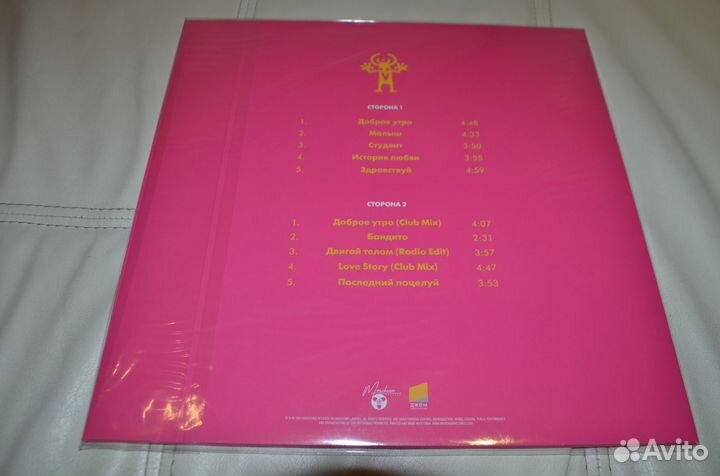 СТОРОНА 1
1. Доброе утро 4:48
2. Малыш 4:33
3. Студент 3:50
4. История любви 3:55
5. Здравствуй 4:59
СТОРОНА 2
1. Доброе утро (Club Mix) 4:07
2. Бандито 2:31
3. Двигай телом (Radio Edit) 3:57
4. Love Story (Club Mix) 4:47
5. Последний поцелуй 3:53
ДЖЕМ
Avito